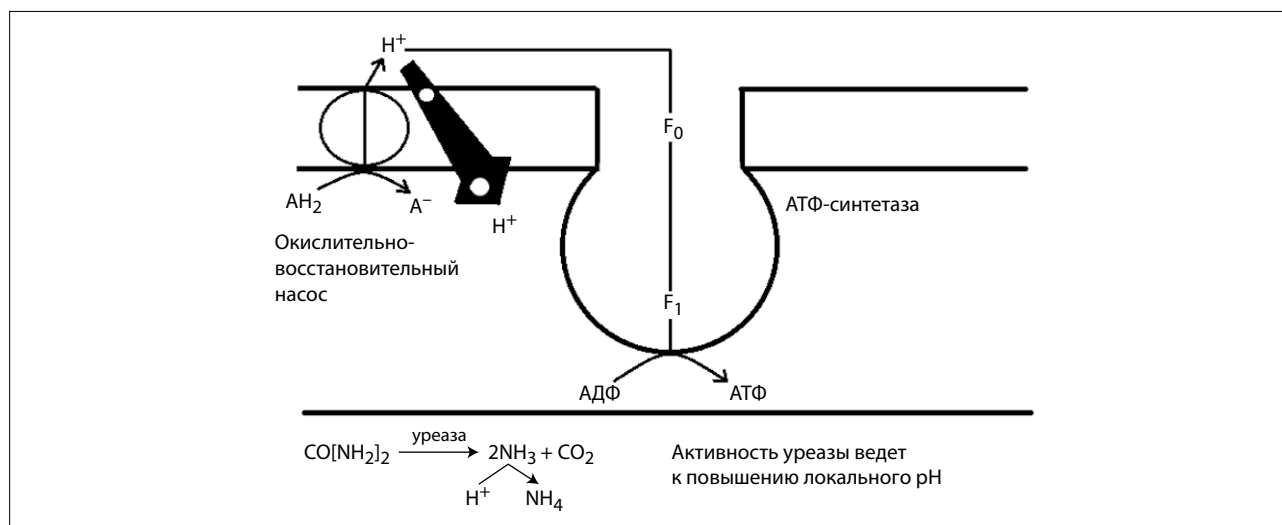 H⁺
F₀
AH₂
A⁻
H⁺
АТФ-синтетаза
Окислительно-
восстановительный
насос
F₁
АДФ
АТФ
CO[NH₂]₂ уреаза 2NH₃ + CO₂
H⁺ NH₄
Активность уреазы ведет
к повышению локального pH